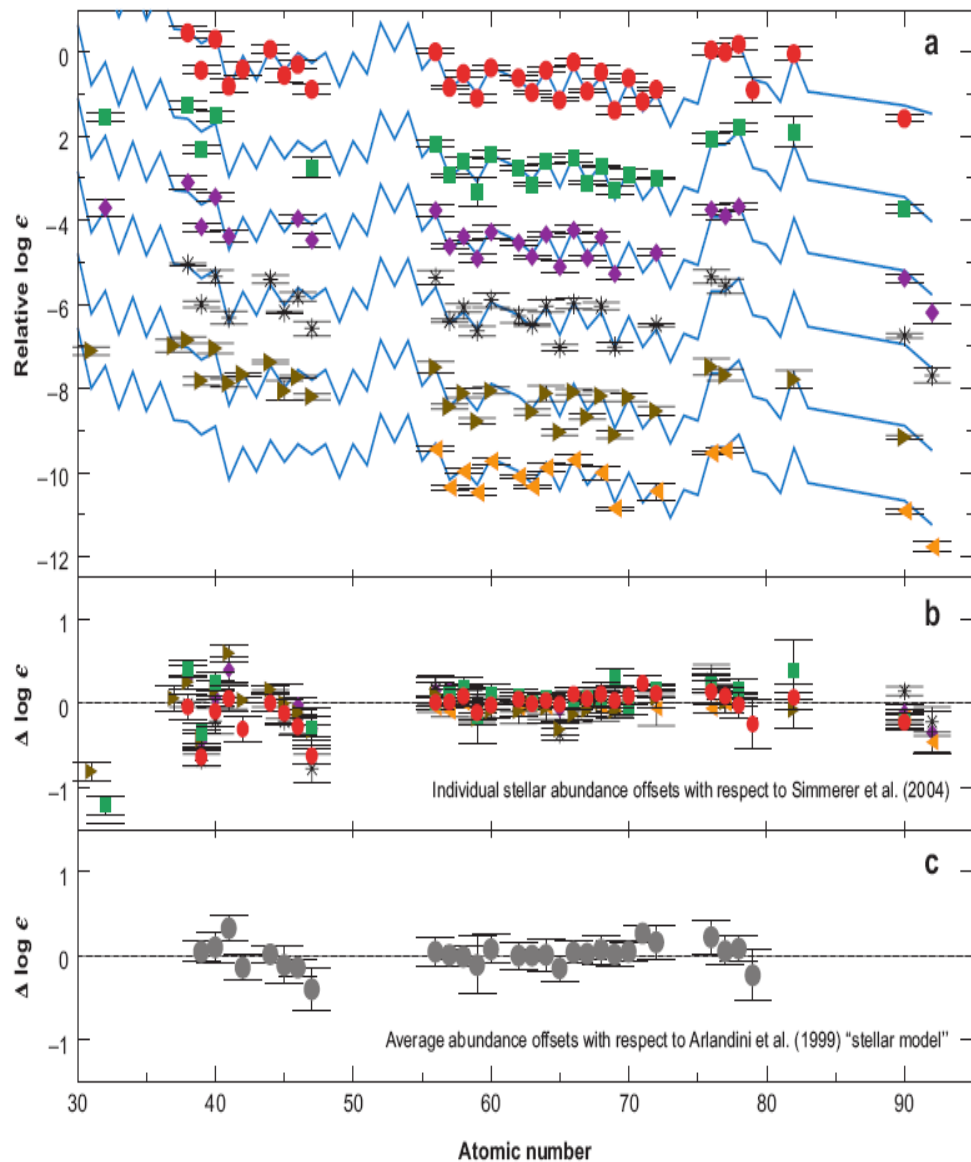 a
0
2
−4
−6
−8
−10
−12
Relative log ϵ
b
1
0
−1
Δ log ϵ
Individual stellar abundance offsets with respect to Simmerer et al. (2004)
c
1
0
−1
Δ log ϵ
Average abundance offsets with respect to Arlandini et al. (1999) “stellar model”
30 40 50 60 70 80 90
Atomic number